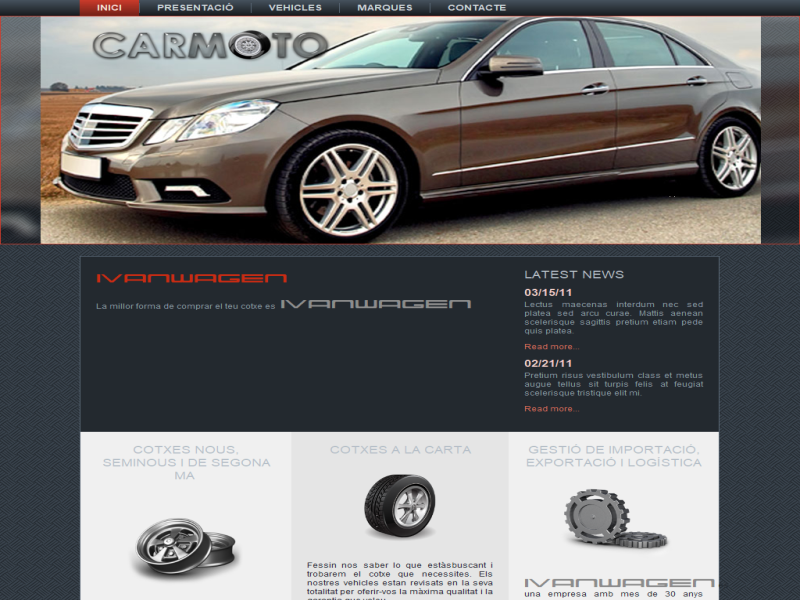 INICI
PRESENTACIÓ
VEHICLES
MARQUES
CONTACTE
CARMOTO
IVANWAGEN
La millor forma de comprar el teu cotxe es IVANWAGEN
LATEST NEWS
03/15/11
Lectus maecenas interdum nec sed
platea sed arcu curae. Mattis aenean
scelerisque sagittis pretium etiam pede
quis platea.
Read more...
02/21/11
Pretium risus vestibulum class et metus
augue tellus sit turpis felis at feugiat
scelerisque tristique elit mi.
Read more...
COTXES NOUS,
SEMINOUS I DE SEGONA
MA
COTXES A LA CARTA
Fessin nos saber lo que estàsbuscant i
trobarem el cotxe que necessites. Els
nostres vehicles estan revisats en la seva
totalitat per oferir-vos la màxima qualitat i la
GESTIÓ DE IMPORTACIÓ,
EXPORTACIÓ I LOGÍSTICA
IVANWAGEN
una empresa amb mes de 30 anys